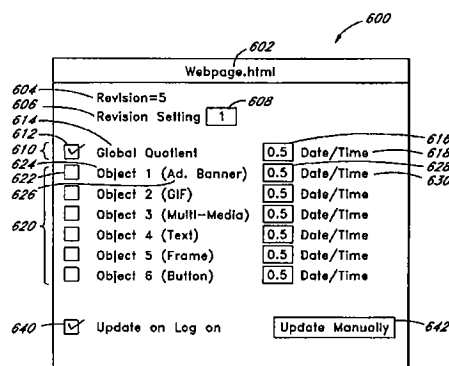 600
602
Webpage.html
604 Revision=5
606 Revision Setting 1 608
614
612 616
610 Global Quotient 0.5 Date/Time 618
624 628
622 Object 1 (Ad. Banner) 0.5 Date/Time 630
626 Object 2 (GIF) 0.5 Date/Time
Object 3 (Multi-Media) 0.5 Date/Time
620 Object 4 (Text) 0.5 Date/Time
Object 5 (Frame) 0.5 Date/Time
Object 6 (Button) 0.5 Date/Time
640 Update on Log on Update Manually 642